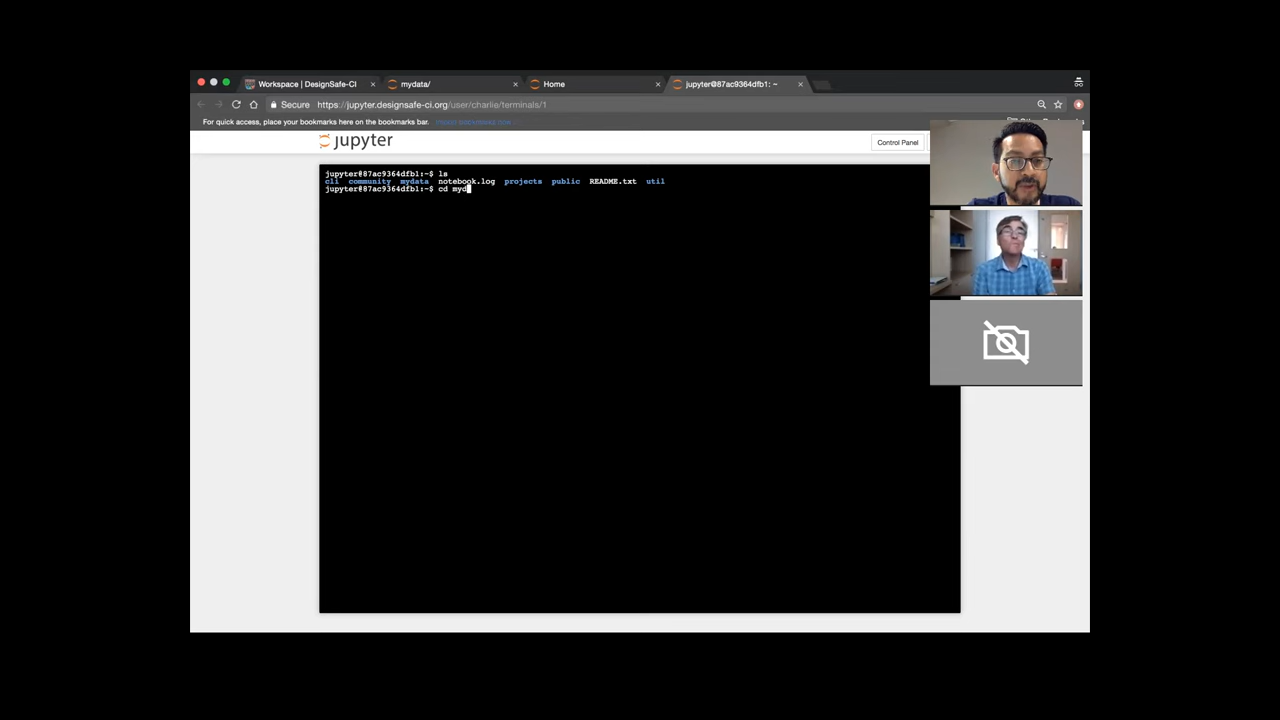 Workspace | DesignSafe-CI
mydata/
Home
jupyter@87ac9364dfb1: ~
Secure https://jupyter.designsafe-ci.org/user/charlie/terminals/1
For quick access, place your bookmarks here on the bookmarks bar.
jupyter
Control Panel
jupyter@87ac9364dfb1:~$ ls
cli community mydata notebook.log projects public README.txt util
jupyter@87ac9364dfb1:~$ cd myd